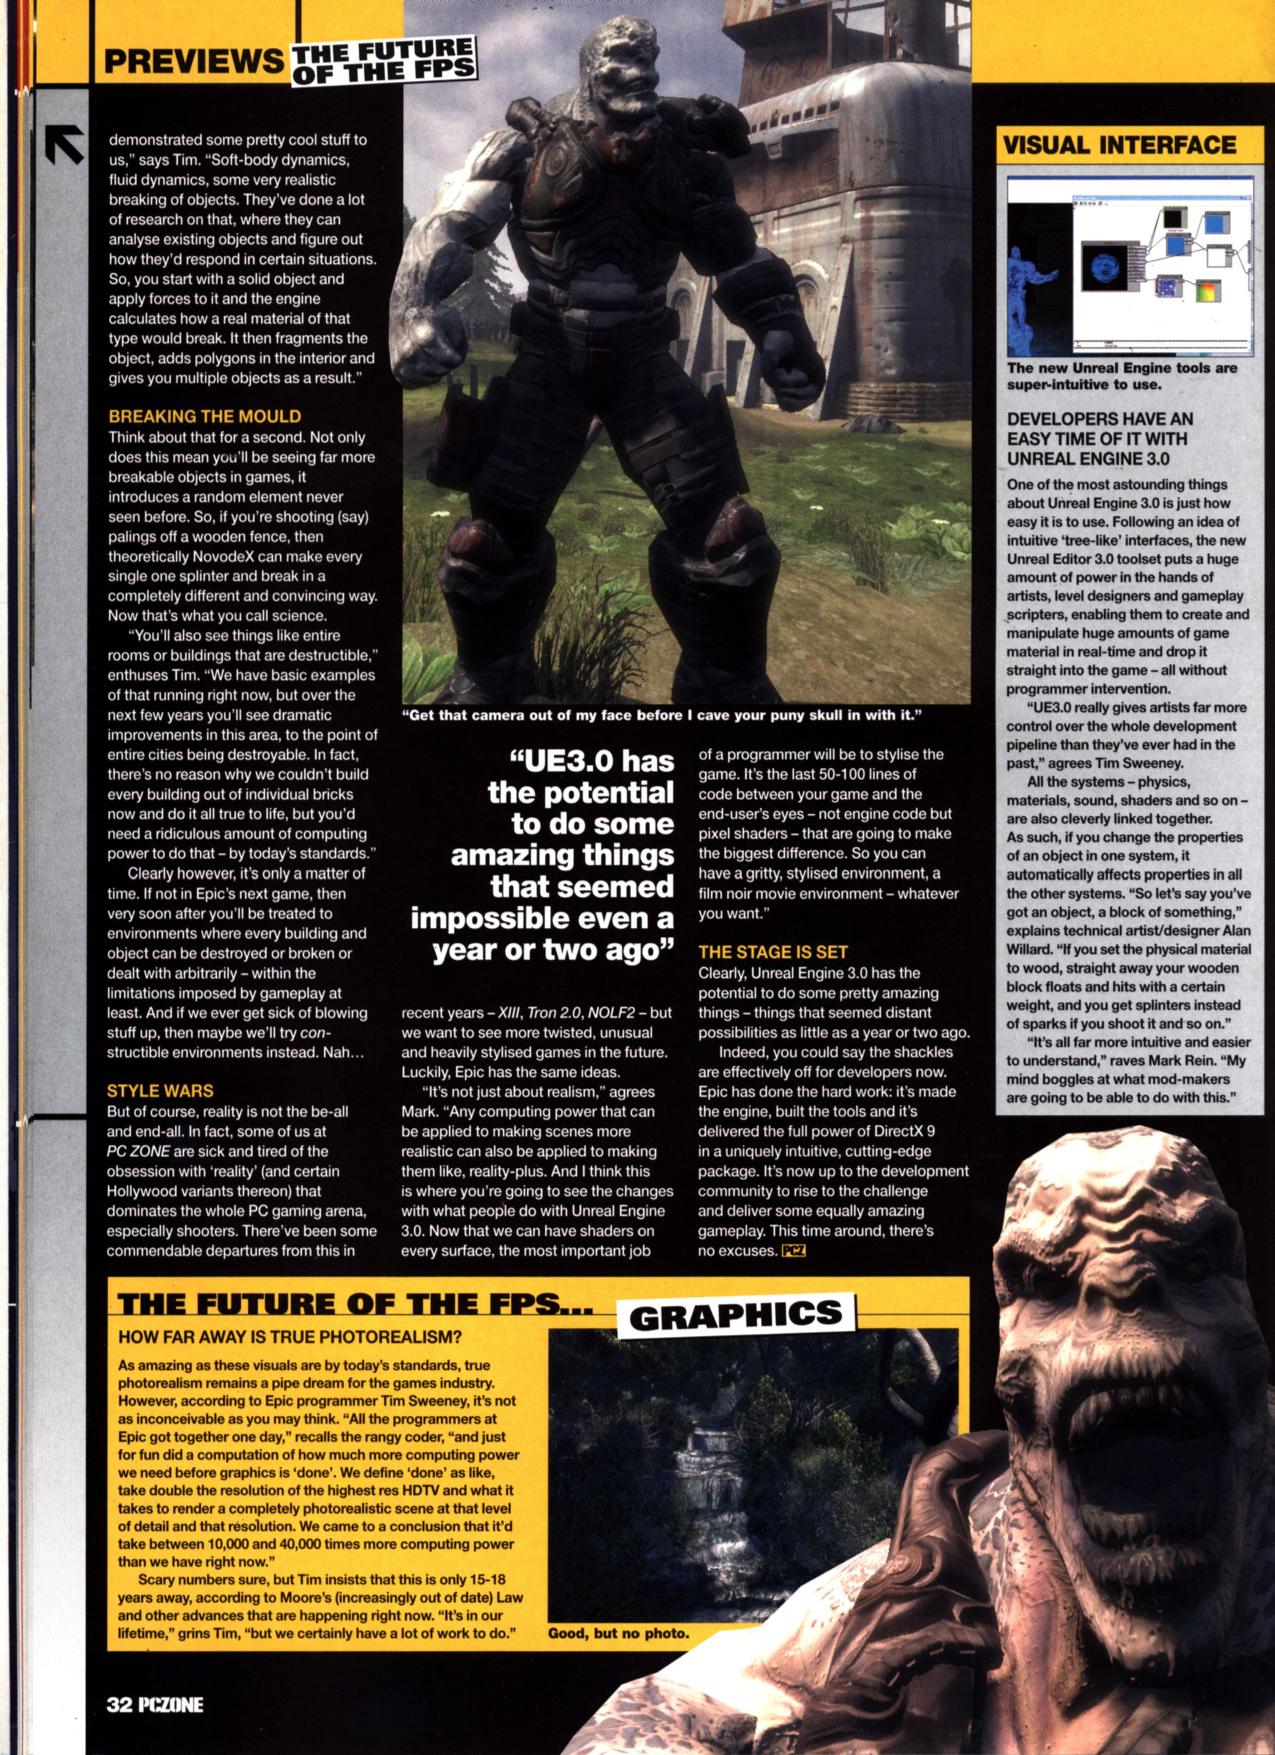 PREVIEWS THE FUTURE
OF THE FPS
demonstrated some pretty cool stuff to
us,” says Tim. “Soft-body dynamics,
fluid dynamics, some very realistic
breaking of objects. They’ve done a lot
of research on that, where they can
analyse existing objects and figure out
how they’d respond in certain situations.
So, you start with a solid object and
apply forces to it and the engine
calculates how a real material of that
type would break. It then fragments the
object, adds polygons in the interior and
gives you multiple objects as a result.”
BREAKING THE MOULD
Think about that for a second. Not only
does this mean you’ll be seeing far more
breakable objects in games, it
introduces a random element never
seen before. So, if you’re shooting (say)
palings off a wooden fence, then
theoretically NovodeX can make every
single one splinter and break in a
completely different and convincing way.
Now that’s what you call science.
“You’ll also see things like entire
rooms or buildings that are destructible,”
enthuses Tim. “We have basic examples
of that running right now, but over the
next few years you’ll see dramatic
improvements in this area, to the point of
entire cities being destroyable. In fact,
there’s no reason why we couldn’t build
every building out of individual bricks
now and do it all true to life, but you’d
need a ridiculous amount of computing
power to do that – by today’s standards.”
Clearly however, it’s only a matter of
time. If not in Epic’s next game, then
very soon after you’ll be treated to
environments where every building and
object can be destroyed or broken or
dealt with arbitrarily – within the
limitations imposed by gameplay at
least. And if we ever get sick of blowing
stuff up, then maybe we’ll try con-
structible environments instead. Nah...
STYLE WARS
But of course, reality is not the be-all
and end-all. In fact, some of us at
PC ZONE are sick and tired of the
obsession with ‘reality’ (and certain
Hollywood variants thereon) that
dominates the whole PC gaming arena,
especially shooters. There’ve been some
commendable departures from this in
“Get that camera out of my face before I cave your puny skull in with it.”
“UE3.0 has
the potential
to do some
amazing things
that seemed
impossible even a
year or two ago”
recent years – XIII, Tron 2.0, NOLF2 – but
we want to see more twisted, unusual
and heavily stylised games in the future.
Luckily, Epic has the same ideas.
“It’s not just about realism,” agrees
Mark. “Any computing power that can
be applied to making scenes more
realistic can also be applied to making
them like, reality-plus. And I think this
is where you’re going to see the changes
with what people do with Unreal Engine
3.0. Now that we can have shaders on
every surface, the most important job
of a programmer will be to stylise the
game. It’s the last 50-100 lines of
code between your game and the
end-user’s eyes – not engine code but
pixel shaders – that are going to make
the biggest difference. So you can
have a gritty, stylised environment, a
film noir movie environment – whatever
you want.”
THE STAGE IS SET
Clearly, Unreal Engine 3.0 has the
potential to do some pretty amazing
things – things that seemed distant
possibilities as little as a year or two ago.
Indeed, you could say the shackles
are effectively off for developers now.
Epic has done the hard work: it’s made
the engine, built the tools and it’s
delivered the full power of DirectX 9
in a uniquely intuitive, cutting-edge
package. It’s now up to the development
community to rise to the challenge
and deliver some equally amazing
gameplay. This time around, there’s
no excuses. PCZ
VISUAL INTERFACE
The new Unreal Engine tools are
super-intuitive to use.
DEVELOPERS HAVE AN
EASY TIME OF IT WITH
UNREAL ENGINE 3.0
One of the most astounding things
about Unreal Engine 3.0 is just how
easy it is to use. Following an idea of
intuitive ‘tree-like’ interfaces, the new
Unreal Editor 3.0 toolset puts a huge
amount of power in the hands of
artists, level designers and gameplay
scripters, enabling them to create and
manipulate huge amounts of game
material in real-time and drop it
straight into the game – all without
programmer intervention.
“UE3.0 really gives artists far more
control over the whole development
pipeline than they’ve ever had in the
past,” agrees Tim Sweeney.
All the systems – physics,
materials, sound, shaders and so on –
are also cleverly linked together.
As such, if you change the properties
of an object in one system, it
automatically affects properties in all
the other systems. “So let’s say you’ve
got an object, a block of something,”
explains technical artist/designer Alan
Willard. “If you set the physical material
to wood, straight away your wooden
block floats and hits with a certain
weight, and you get splinters instead
of sparks if you shoot it and so on.”
“It’s all far more intuitive and easier
to understand,” raves Mark Rein. “My
mind boggles at what mod-makers
are going to be able to do with this.”
THE FUTURE OF THE FPS... GRAPHICS
HOW FAR AWAY IS TRUE PHOTOREALISM?
As amazing as these visuals are by today’s standards, true
photorealism remains a pipe dream for the games industry.
However, according to Epic programmer Tim Sweeney, it’s not
as inconceivable as you may think. “All the programmers at
Epic got together one day,” recalls the rangy coder, “and just
for fun did a computation of how much more computing power
we need before graphics is ‘done’. We define ‘done’ as like,
take double the resolution of the highest res HDTV and what it
takes to render a completely photorealistic scene at that level
of detail and that resolution. We came to a conclusion that it’d
take between 10,000 and 40,000 times more computing power
than we have right now.”
Scary numbers sure, but Tim insists that this is only 15-18
years away, according to Moore’s (increasingly out of date) Law
and other advances that are happening right now. “It’s in our
lifetime,” grins Tim, “but we certainly have a lot of work to do.”
Good, but no photo.
32 PCZONE